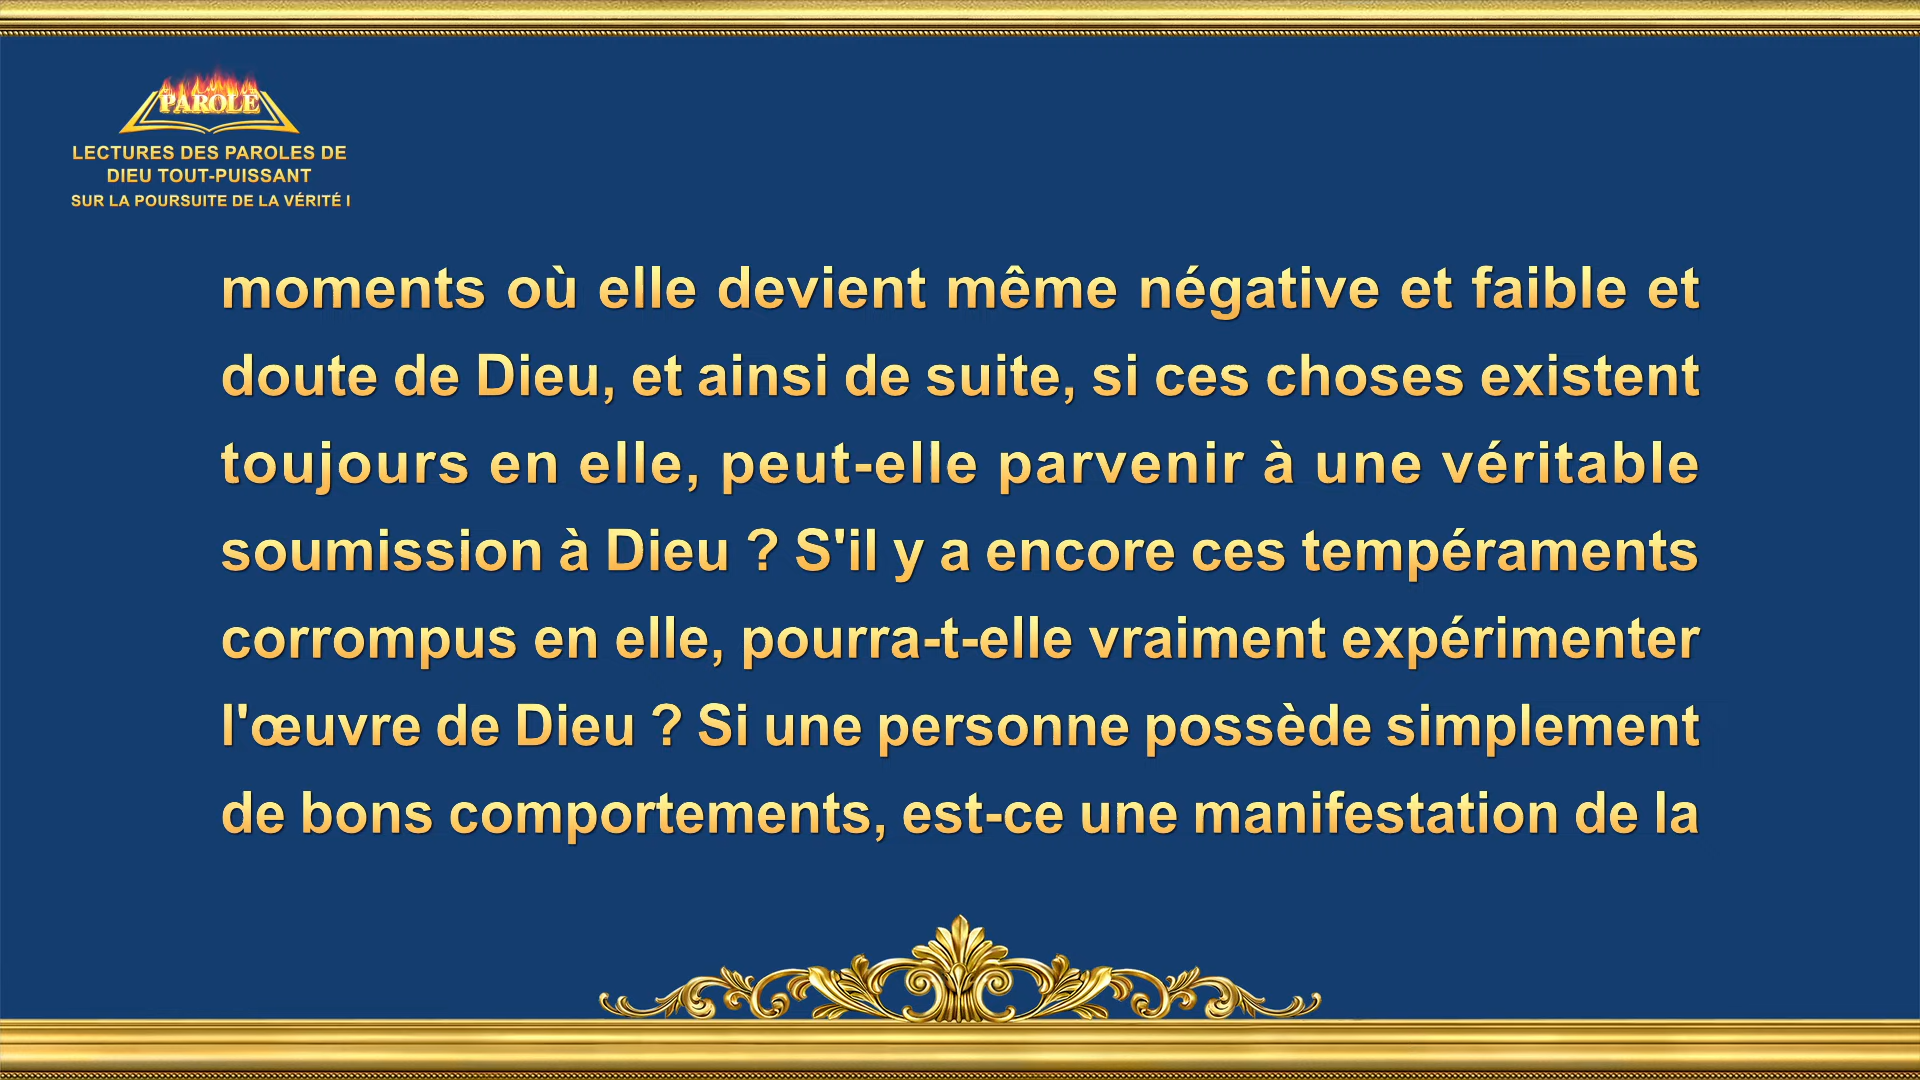 PAROLE
LECTURES DES PAROLES DE
DIEU TOUT-PUISSANT
SUR LA POURSUITE DE LA VÉRITÉ I
moments où elle devient même négative et faible et
doute de Dieu, et ainsi de suite, si ces choses existent
toujours en elle, peut-elle parvenir à une véritable
soumission à Dieu ? S'il y a encore ces tempéraments
corrompus en elle, pourra-t-elle vraiment expérimenter
l'œuvre de Dieu ? Si une personne possède simplement
de bons comportements, est-ce une manifestation de la